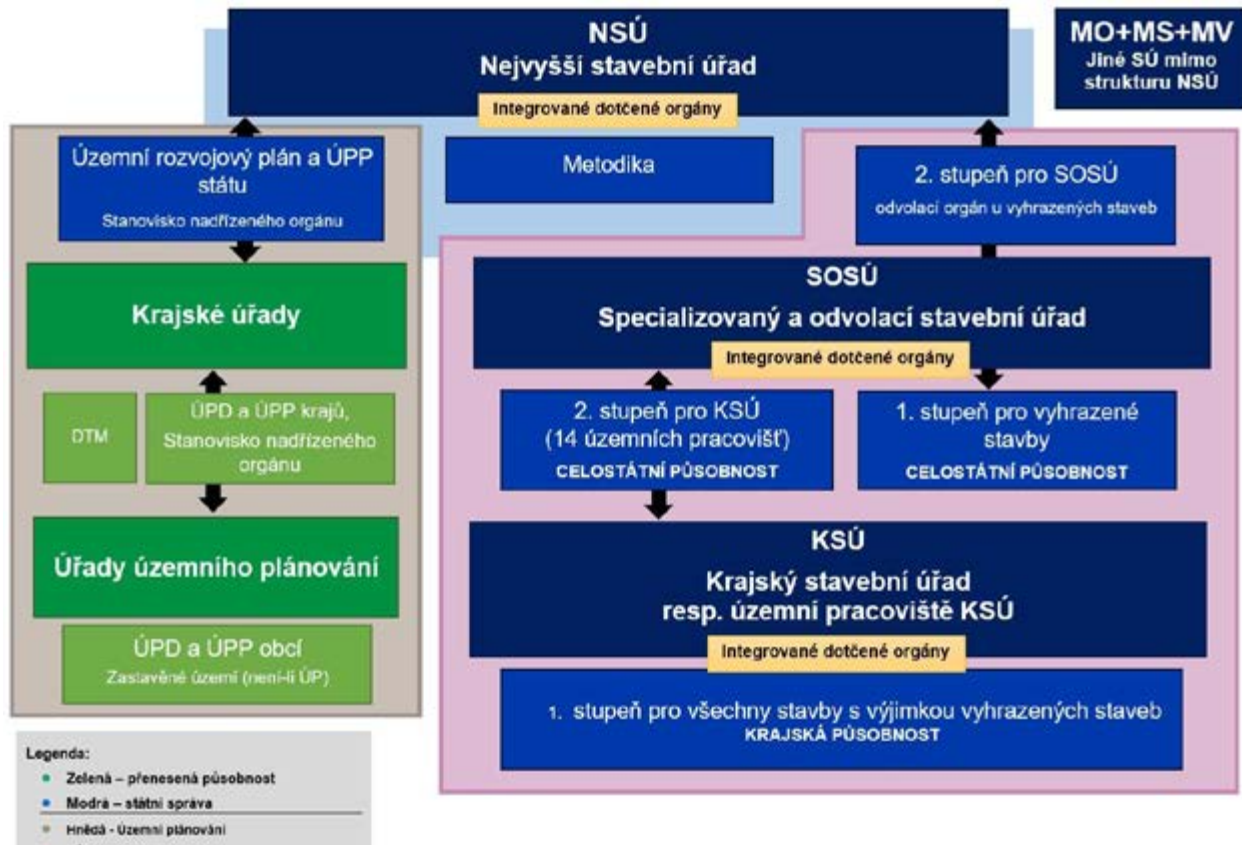 NSÚ
Nejvyšší stavební úřad
Integrované dotčené orgány
MO+MS+MV
Jiné SÚ mimo
strukturu NSÚ
Územní rozvojový plán a ÚPP
státu
Stanovisko nadřízeného orgánu
Metodika
2. stupeň pro SOSÚ
odvolací orgán u vyhrazených staveb
Krajské úřady
DTM
ÚPD a ÚPP krajů,
Stanovisko nadřízeného
orgánu
Úřady územního plánování
ÚPD a ÚPP obcí
Zastavěné území (není-li ÚP)
SOSÚ
Specializovaný a odvolací stavební úřad
Integrované dotčené orgány
2. stupeň pro KSÚ
(14 územních pracovišť)
CELOSTÁTNÍ PŮSOBNOST
1. stupeň pro vyhrazené
stavby
CELOSTÁTNÍ PŮSOBNOST
KSÚ
Krajský stavební úřad
resp. územní pracoviště KSÚ
Integrované dotčené orgány
1. stupeň pro všechny stavby s výjimkou vyhrazených staveb
KRAJSKÁ PŮSOBNOST
Legenda:
Zelená – přenesená působnost
Modrá – státní správa
Hnědá - Územní plánování